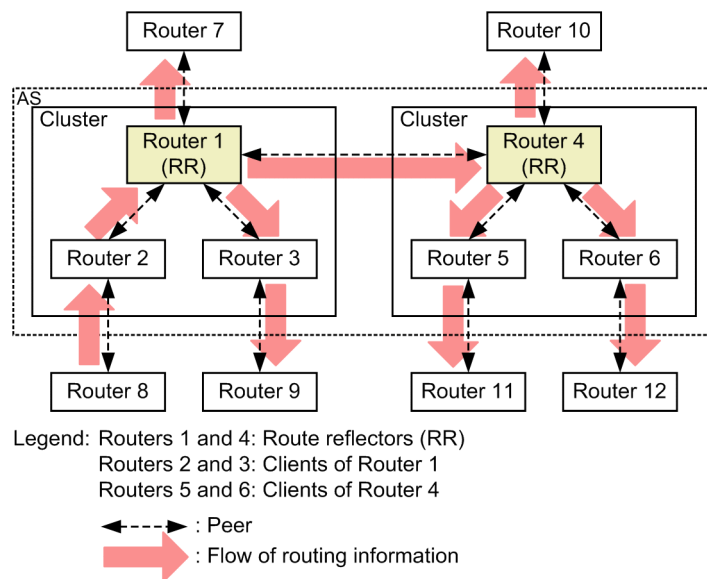 Router 7
Router 10
AS
Cluster
Cluster
Router 1
(RR)
Router 4
(RR)
Router 2
Router 3
Router 5
Router 6
Router 8
Router 9
Router 11
Router 12
Legend: Routers 1 and 4: Route reflectors (RR)
Routers 2 and 3: Clients of Router 1
Routers 5 and 6: Clients of Router 4
: Peer
: Flow of routing information